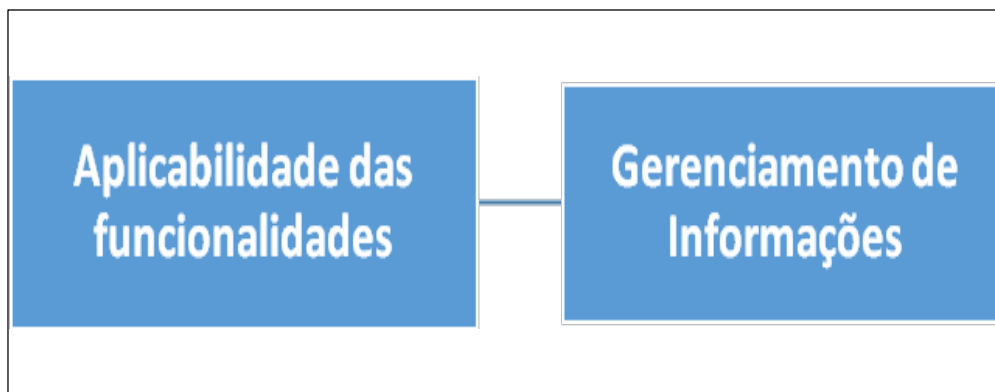 Aplicabilidade das
funcionalidades
Gerenciamento de
Informações